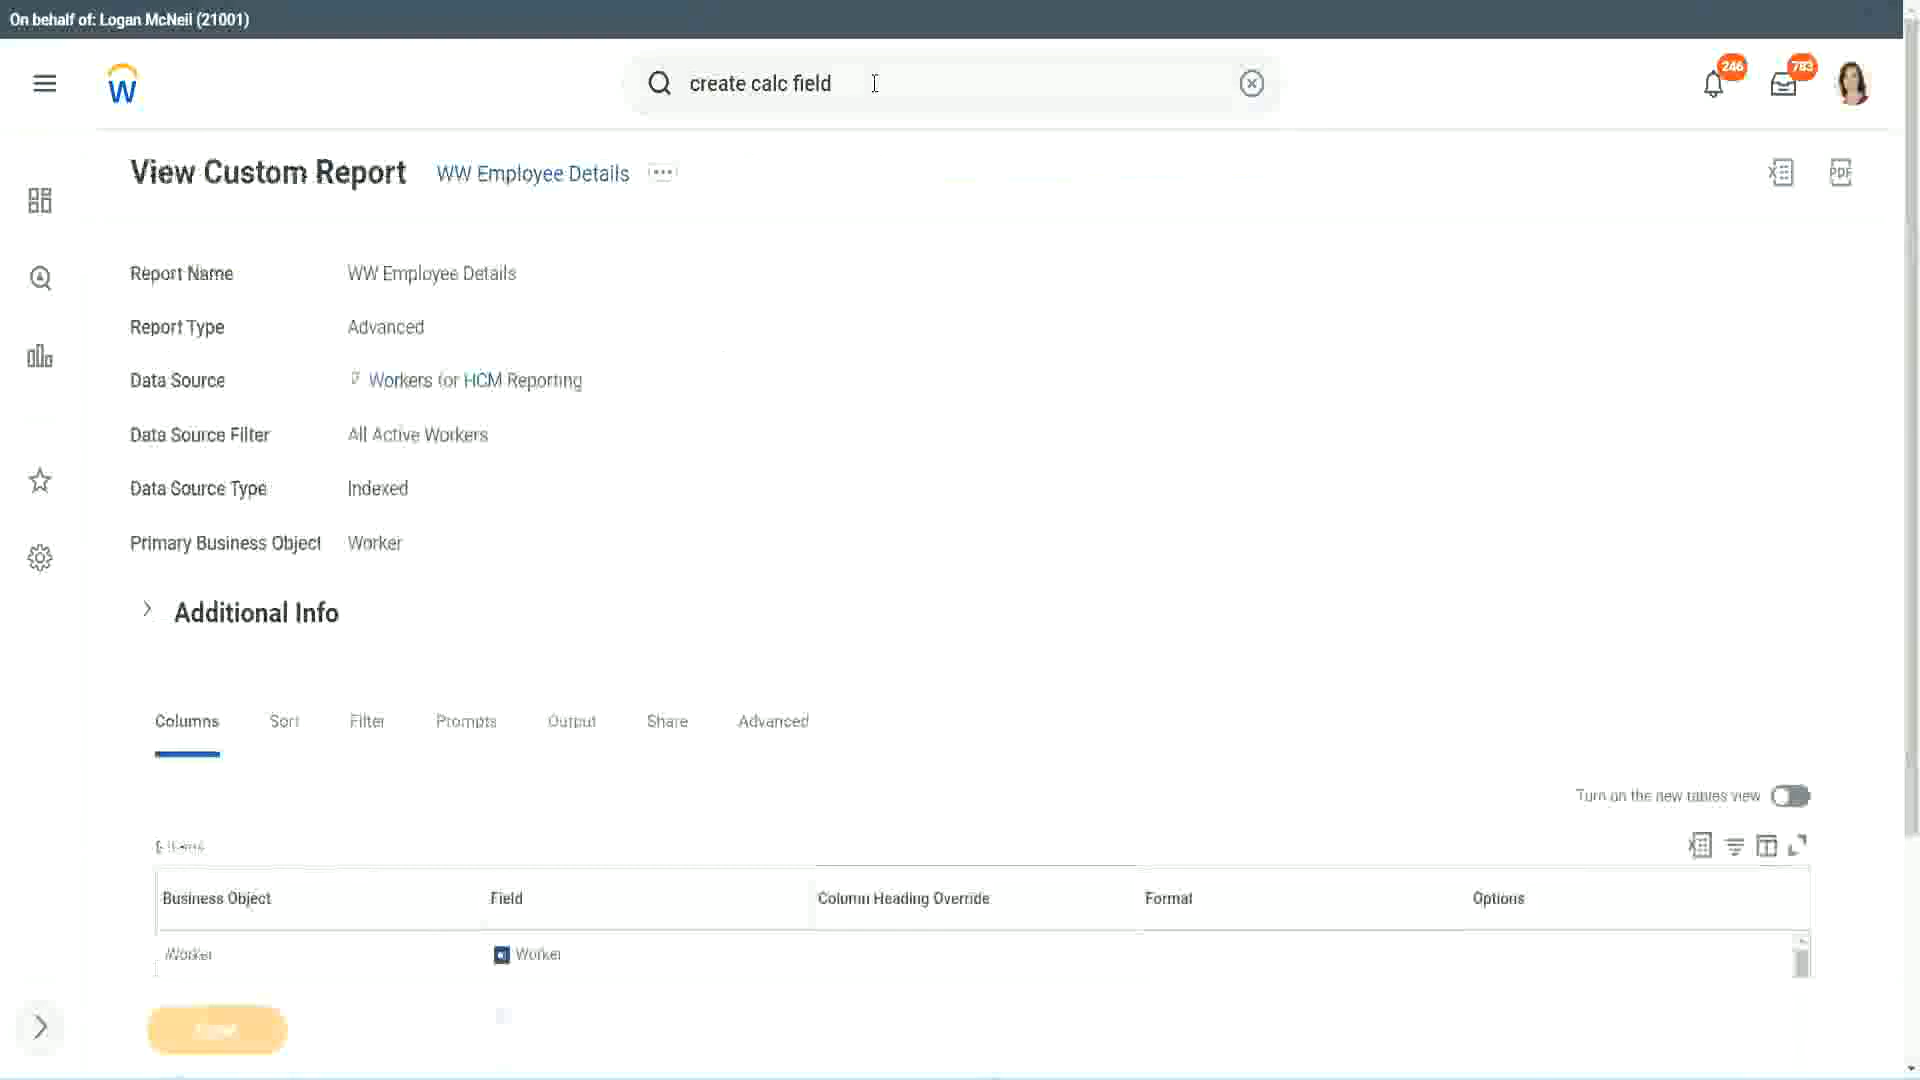 On behalf of: Logan McNeil (21001)
W
create calc field
246
783
View Custom Report WW Employee Details
PDF
Report Name WW Employee Details
Report Type Advanced
Data Source Workers for HCM Reporting
Data Source Filter All Active Workers
Data Source Type Indexed
Primary Business Object Worker
Additional Info
Columns Sort Filter Prompts Output Share Advanced
Turn on the new tables view
Business Object Field Column Heading Override Format Options
Worker Worker